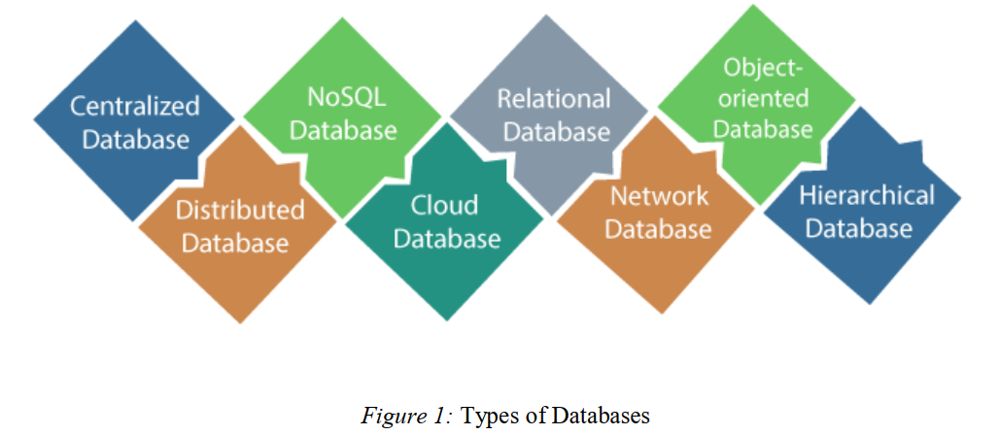 Centralized
Database
Distributed
Database
NoSQL
Database
Cloud
Database
Relational
Database
Network
Database
Object-
oriented
Database
Hierarchical
Database
Figure 1: Types of Databases